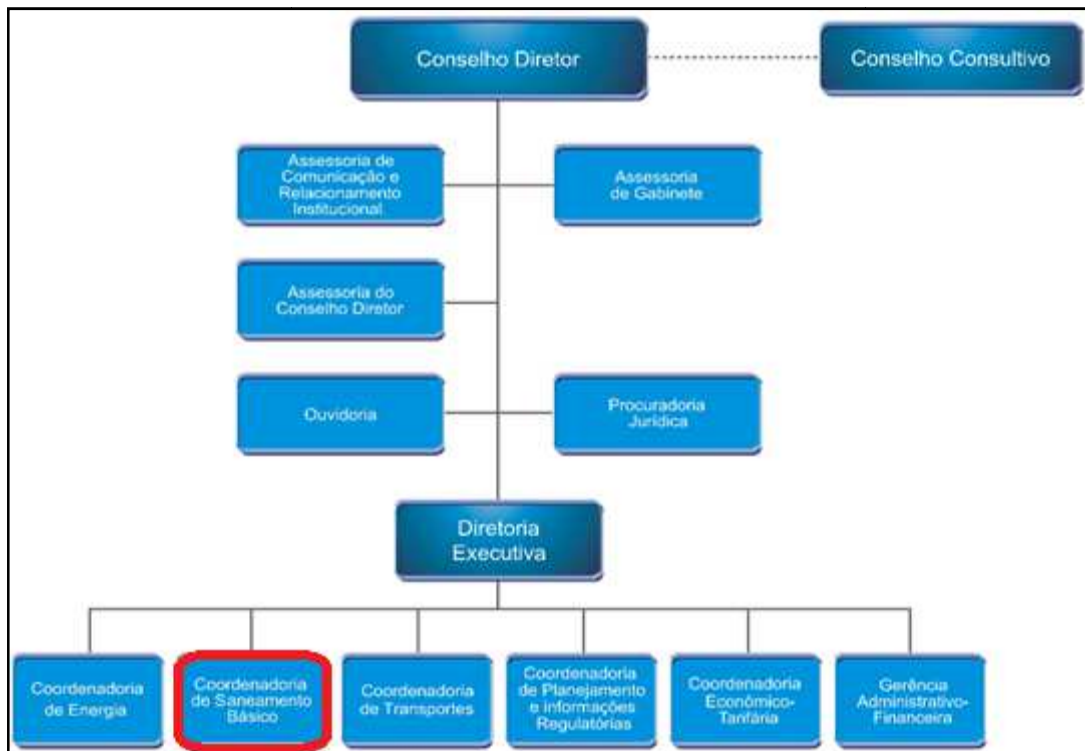 Conselho Diretor
Conselho Consultivo
Assessoria de
Comunicação e
Relacionamento
Institucional
Assessoria
de Gabinete
Assessoria do
Conselho Diretor
Ouvidoria
Procuradoria
Jurídica
Diretoria
Executiva
Coordenadoria
de Energia
Coordenadoria
de Saneamento
Básico
Coordenadoria
de Transportes
Coordenadoria
de Planejamento
e informações
Regulatórias
Coordenadoria
Econômico-
Tarifária
Gerência
Administrativo-
Financeira